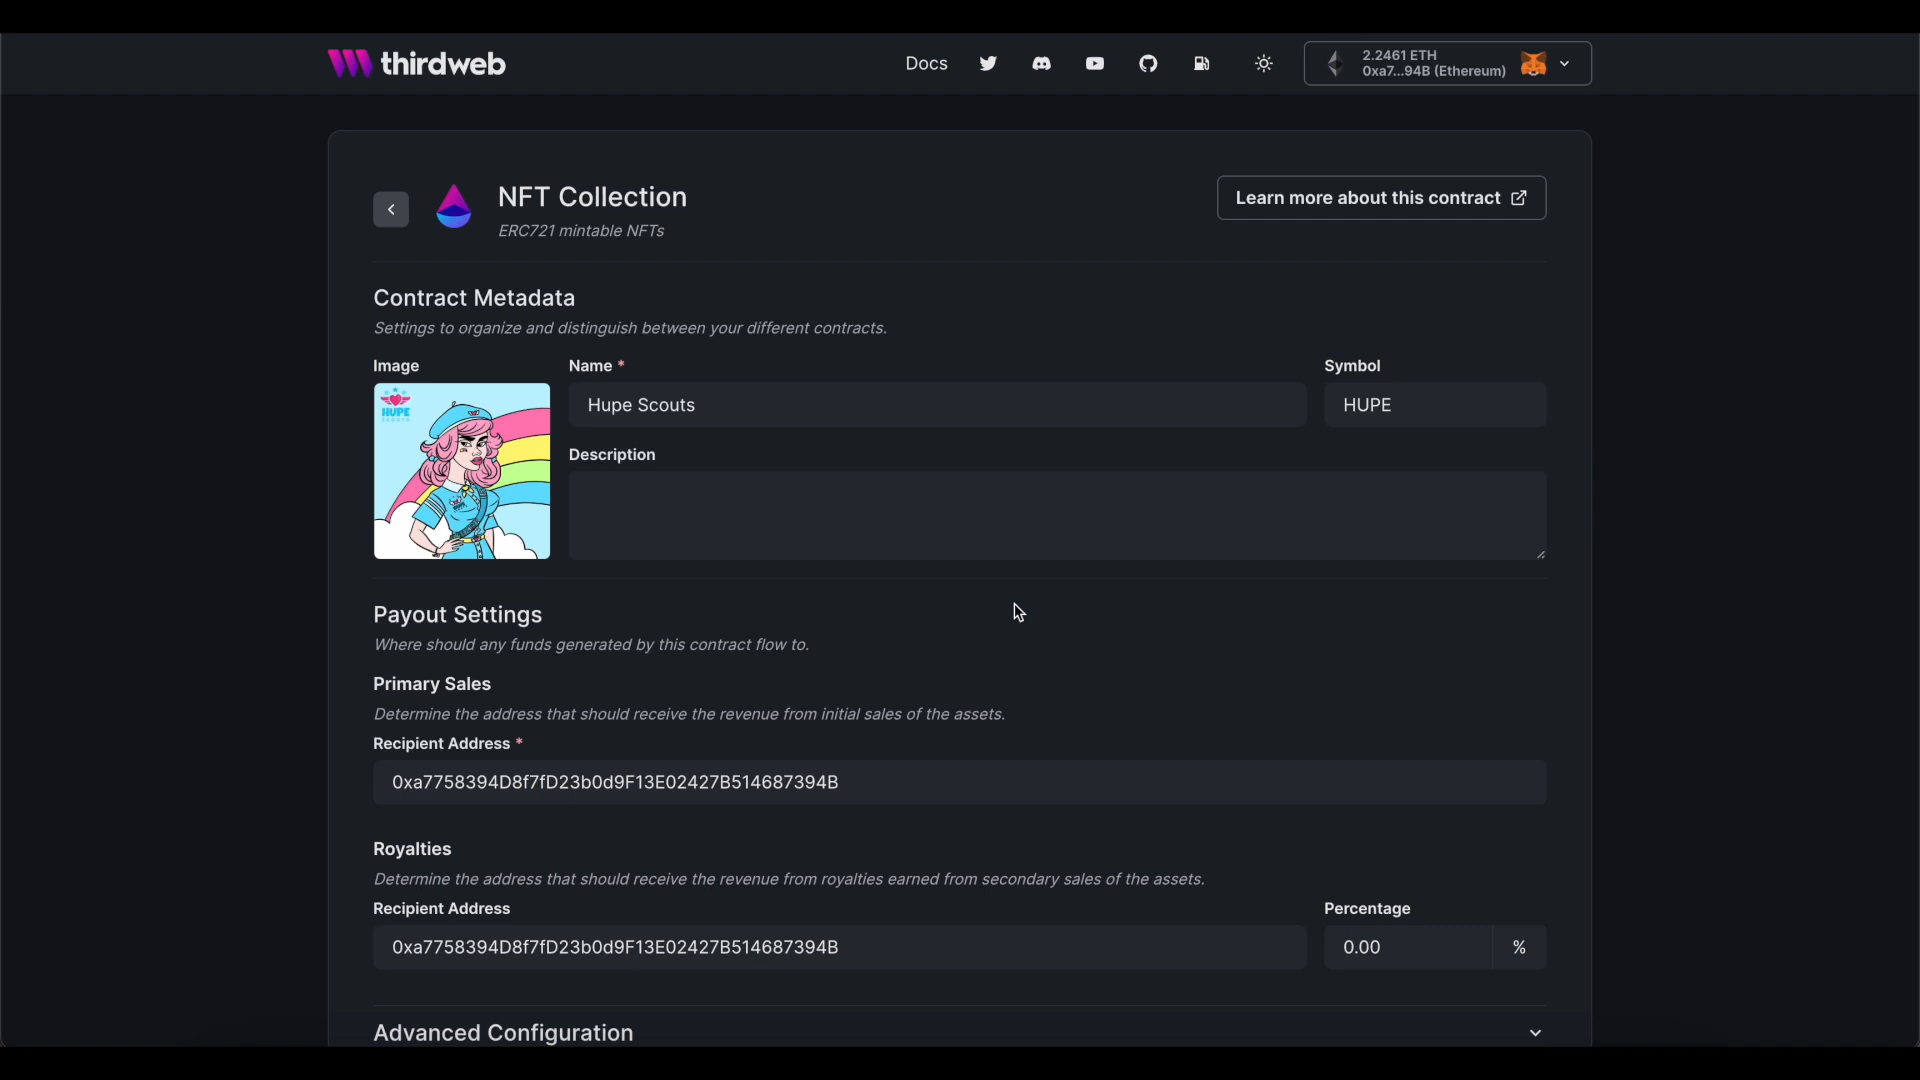 thirdweb
Docs
2.2461 ETH
0xa7...94B (Ethereum)
NFT Collection
ERC721 mintable NFTs
Learn more about this contract
Contract Metadata
Settings to organize and distinguish between your different contracts.
Image
Name *
Symbol
HUPE
SCOUTS
Hupe Scouts
HUPE
Description
Payout Settings
Where should any funds generated by this contract flow to.
Primary Sales
Determine the address that should receive the revenue from initial sales of the assets.
Recipient Address *
0xa7758394D8f7fD23b0d9F13E02427B514687394B
Royalties
Determine the address that should receive the revenue from royalties earned from secondary sales of the assets.
Recipient Address
Percentage
0xa7758394D8f7fD23b0d9F13E02427B514687394B
0.00
%
Advanced Configuration